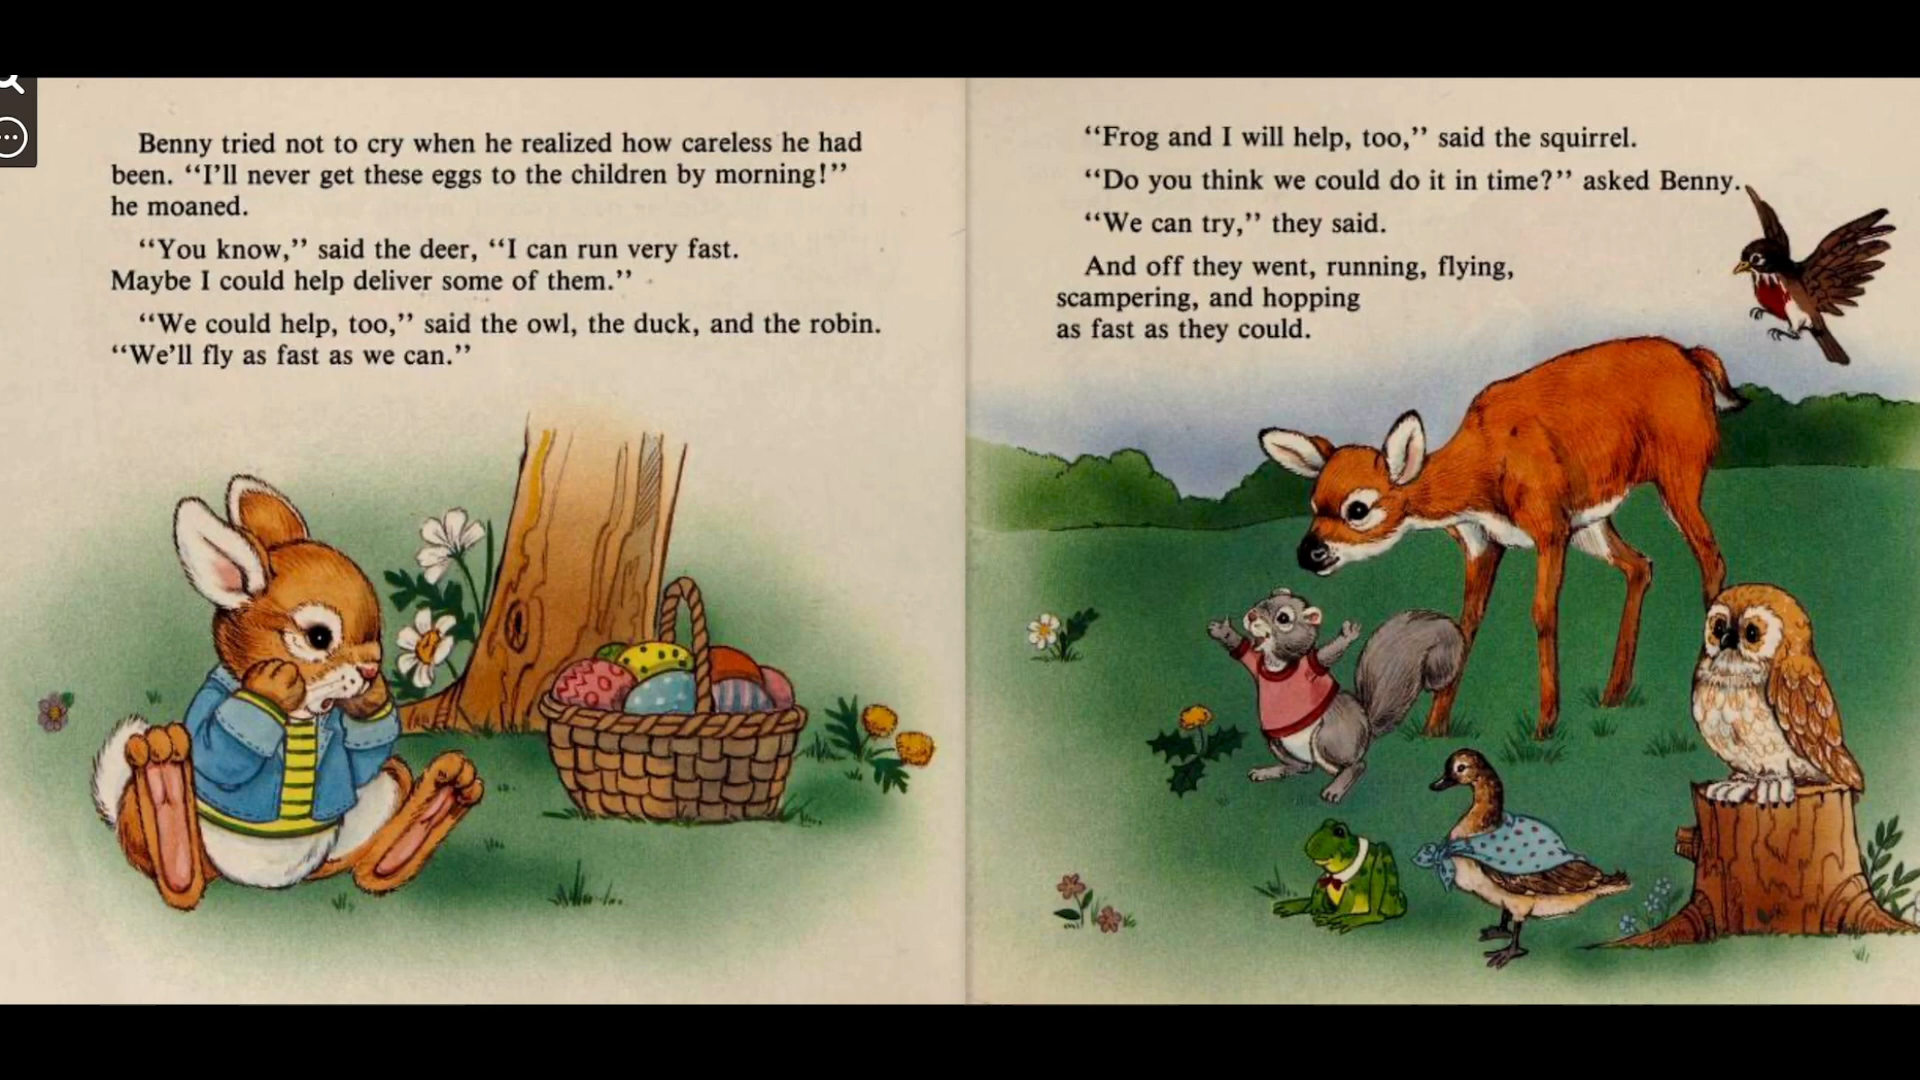 Benny tried not to cry when he realized how careless he had
been. “I’ll never get these eggs to the children by morning!”
he moaned.
“You know,” said the deer, “I can run very fast.
Maybe I could help deliver some of them.”
“We could help, too,” said the owl, the duck, and the robin.
“We’ll fly as fast as we can.”
“Frog and I will help, too,” said the squirrel.
“Do you think we could do it in time?” asked Benny.
“We can try,” they said.
And off they went, running, flying,
scampering, and hopping
as fast as they could.